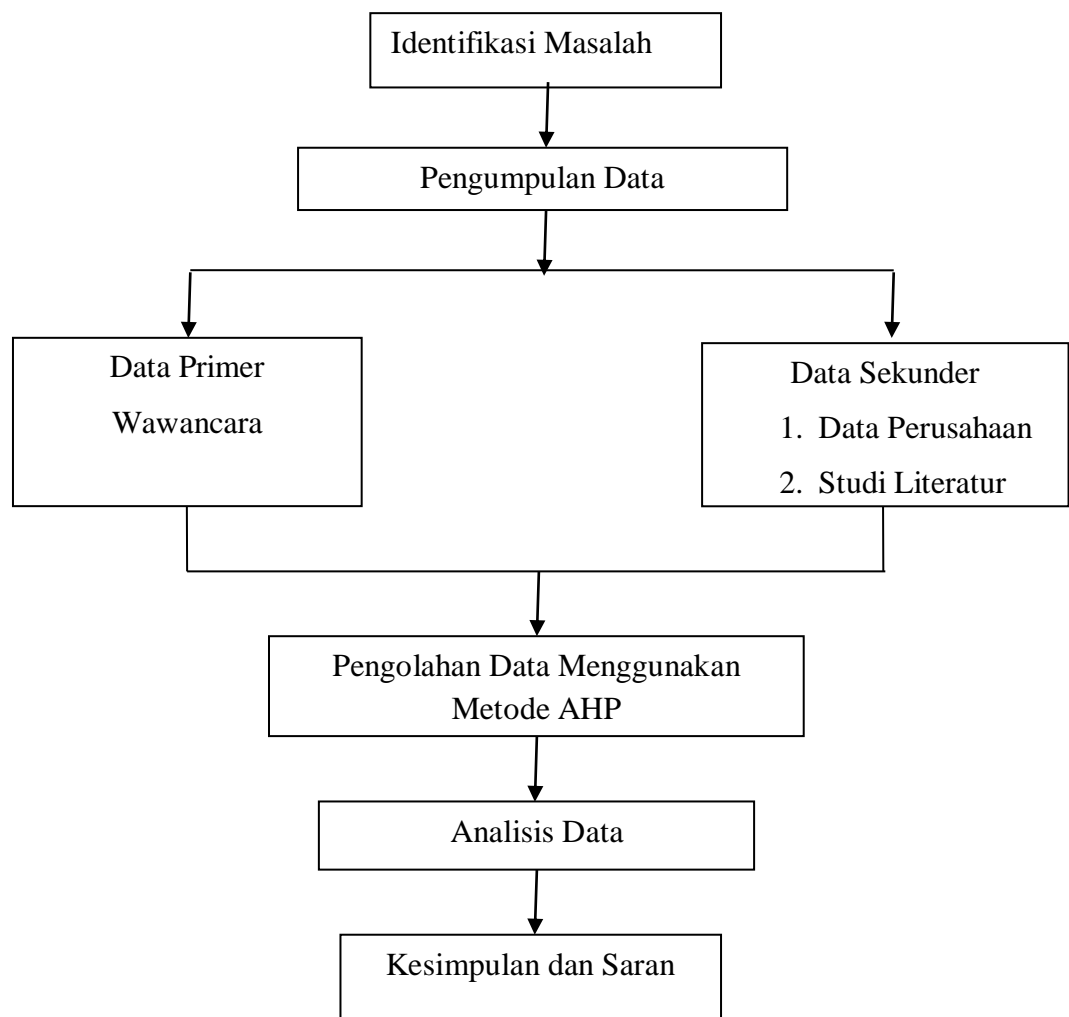 Identifikasi Masalah
Pengumpulan Data
Data Primer
Wawancara
Data Sekunder
1. Data Perusahaan
2. Studi Literatur
Pengolahan Data Menggunakan
Metode AHP
Analisis Data
Kesimpulan dan Saran